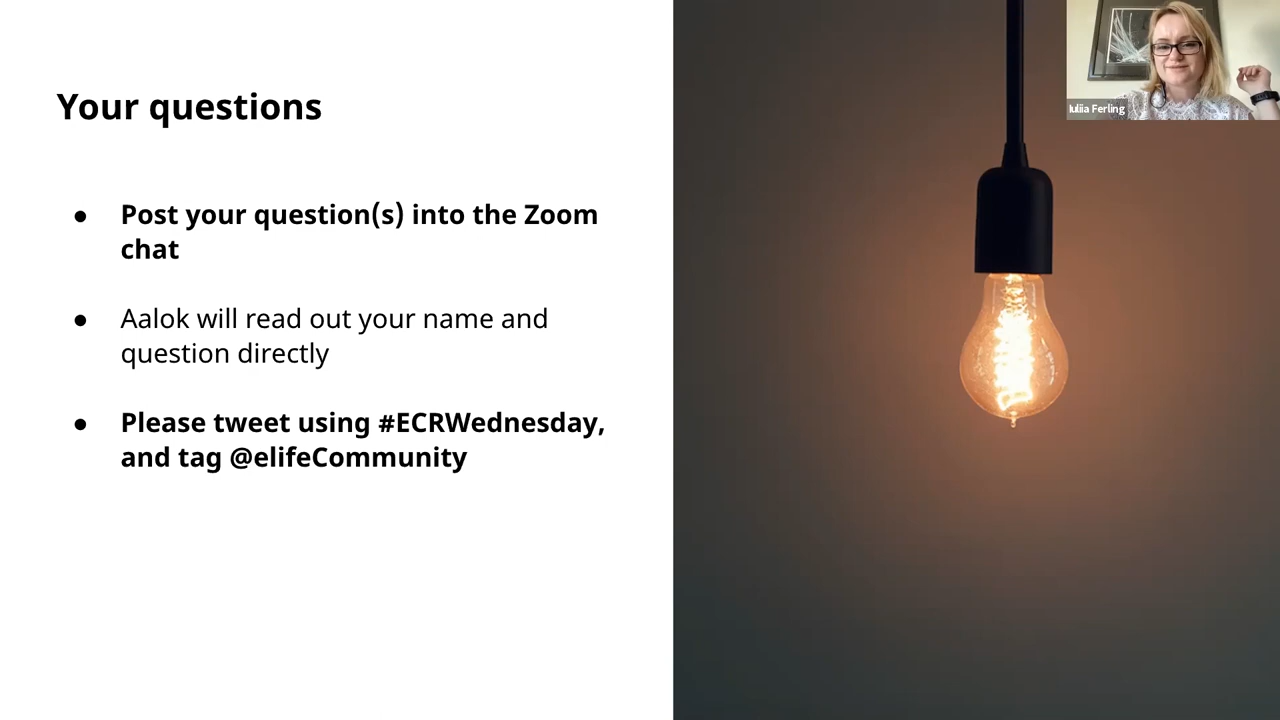 Your questions
● Post your question(s) into the Zoom
chat
● Aalok will read out your name and
question directly
● Please tweet using #ECRWednesday,
and tag @elifeCommunity
Iuliia Ferling